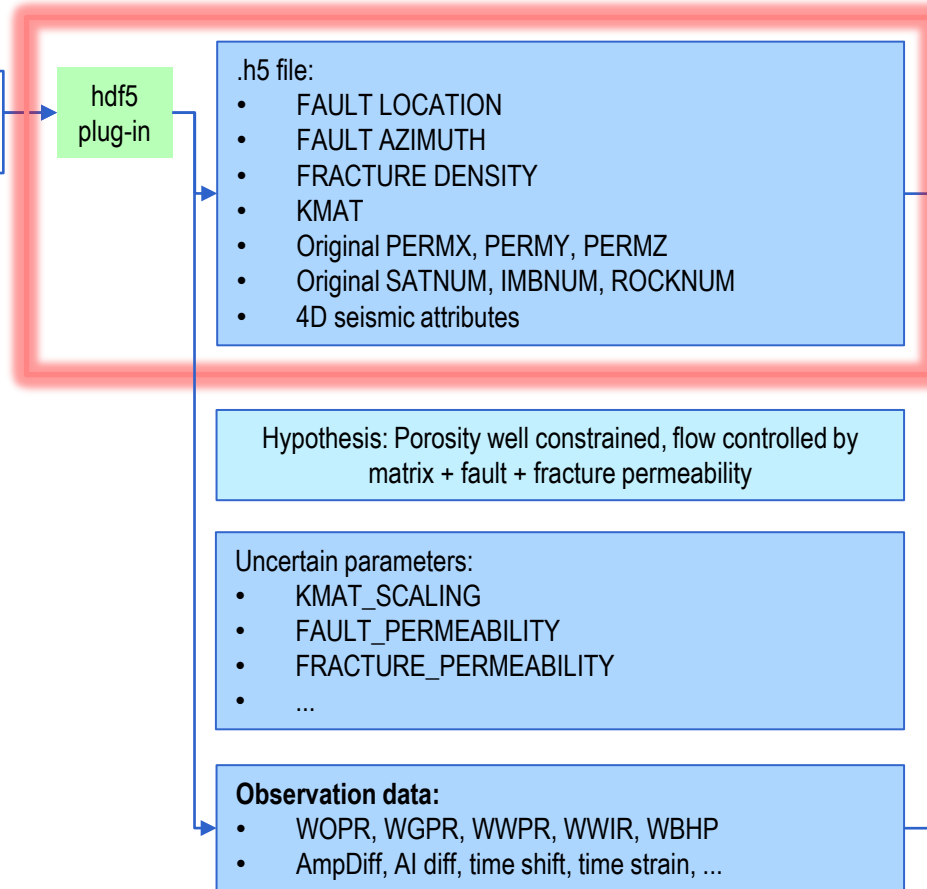 hdf5
plug-in
.h5 file:
• FAULT LOCATION
• FAULT AZIMUTH
• FRACTURE DENSITY
• KMAT
• Original PERMX, PERMY, PERMZ
• Original SATNUM, IMBNUM, ROCKNUM
• 4D seismic attributes
Hypothesis: Porosity well constrained, flow controlled by
matrix + fault + fracture permeability
Uncertain parameters:
• KMAT_SCALING
• FAULT_PERMEABILITY
• FRACTURE_PERMEABILITY
• ...
Observation data:
• WOPR, WGPR, WWPR, WWIR, WBHP
• AmpDiff, AI diff, time shift, time strain, ...